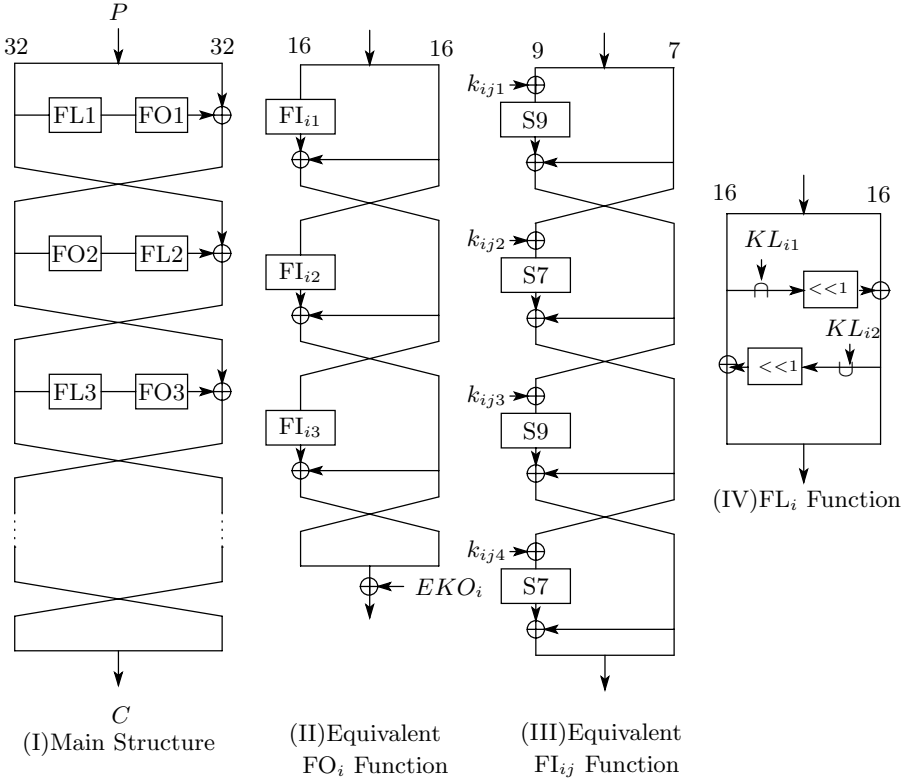 P
32 32
FL1 FO1
FO2 FL2
FL3 FO3
C
(I)Main Structure
16 16
FI_{i1}
FI_{i2}
FI_{i3}
EKO_i
(II)Equivalent
FO_i Function
9 7
k_{ij1}
S9
k_{ij2}
S7
k_{ij3}
S9
k_{ij4}
S7
(III)Equivalent
FI_{ij} Function
16 16
KL_{i1}
<<1
KL_{i2}
<<1
(IV)FL_i Function